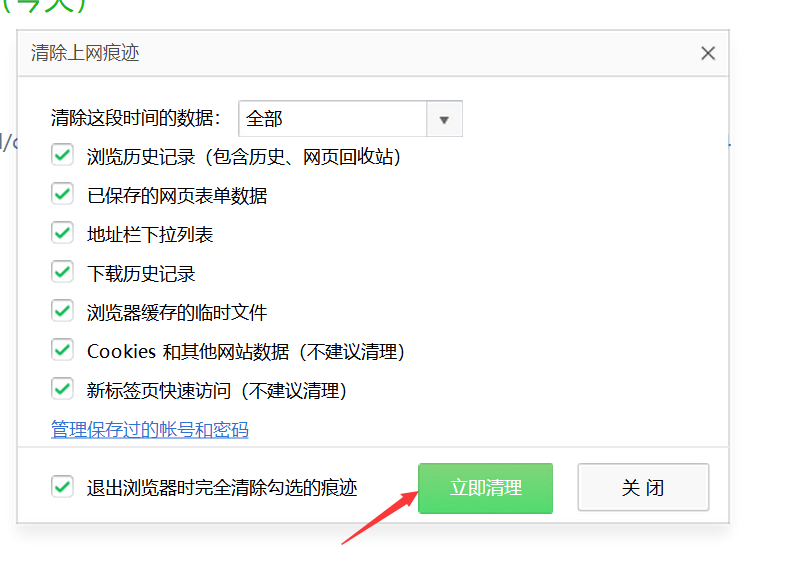 （今天）
清除上网痕迹
清除这段时间的数据： 全部
浏览历史记录（包含历史、网页回收站）
已保存的网页表单数据
地址栏下拉列表
下载历史记录
浏览器缓存的临时文件
Cookies 和其他网站数据（不建议清理）
新标签页快速访问（不建议清理）
管理保存过的帐号和密码
退出浏览器时完全清除勾选的痕迹 立即清理 关 闭